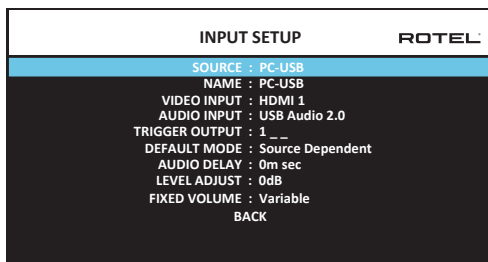 INPUT SETUP ROTEL
SOURCE : PC-USB
NAME : PC-USB
VIDEO INPUT : HDMI 1
AUDIO INPUT : USB Audio 2.0
TRIGGER OUTPUT : 1 _ _
DEFAULT MODE : Source Dependent
AUDIO DELAY : 0m sec
LEVEL ADJUST : 0dB
FIXED VOLUME : Variable
BACK